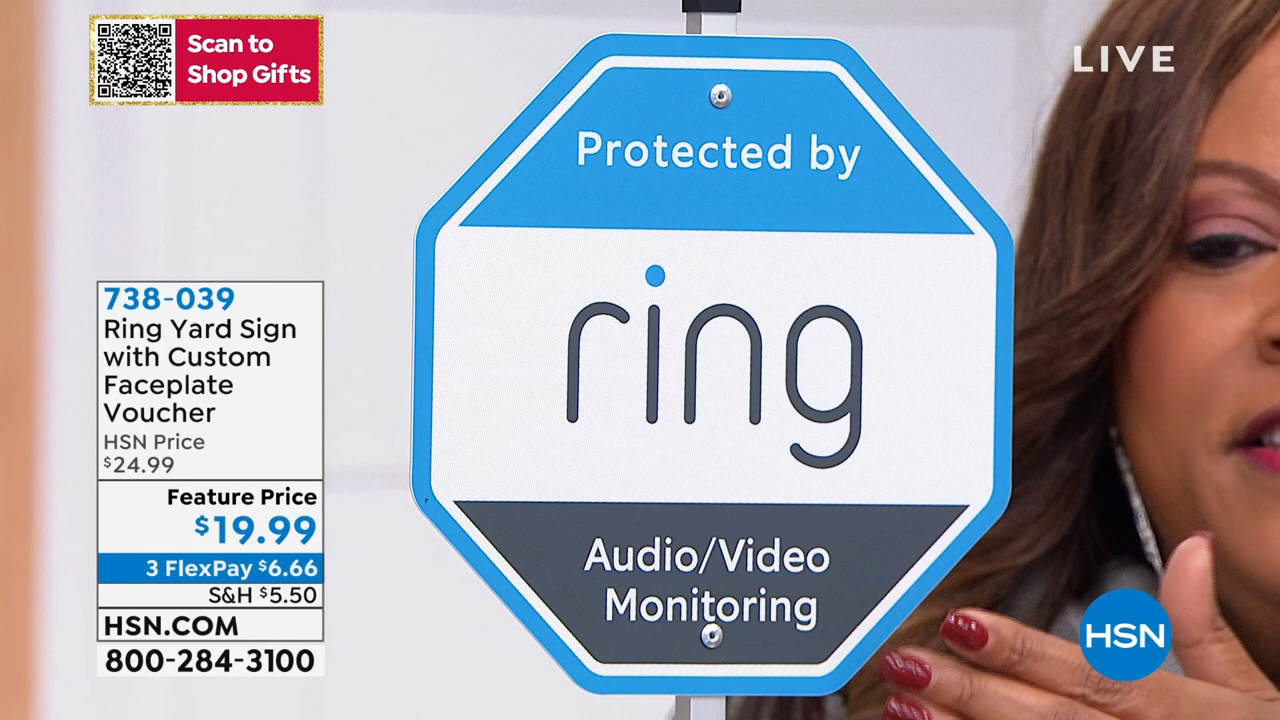 Scan to
Shop Gifts
LIVE
Protected by
ring
Audio/Video
Monitoring
738-039
Ring Yard Sign
with Custom
Faceplate
Voucher
HSN Price
$24.99
Feature Price
$19.99
3 FlexPay $6.66
S&H $5.50
HSN.COM
800-284-3100
HSN